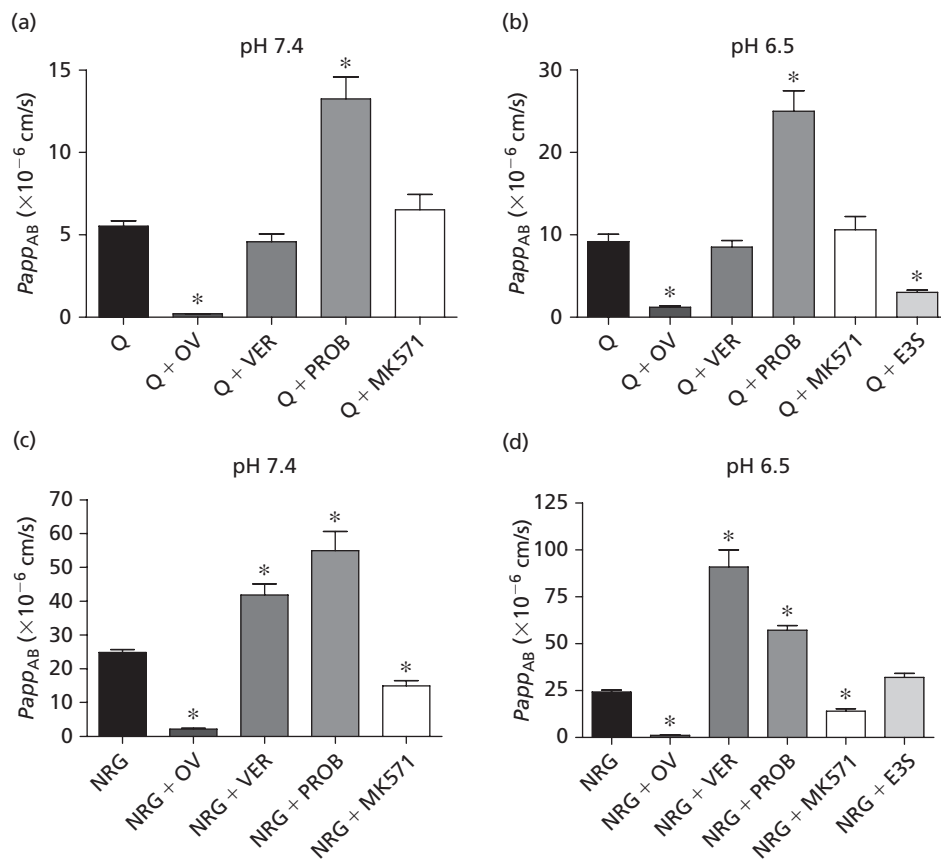 (a)
pH 7.4
Papp_AB (×10⁻⁶ cm/s)
15
10
5
0
*
*
Q
Q + OV
Q + VER
Q + PROB
Q + MK571
(b)
pH 6.5
Papp_AB (×10⁻⁶ cm/s)
30
20
10
0
*
*
*
Q
Q + OV
Q + VER
Q + PROB
Q + MK571
Q + E3S
(c)
pH 7.4
Papp_AB (×10⁻⁶ cm/s)
70
60
50
40
30
20
10
0
*
*
*
*
NRG
NRG + OV
NRG + VER
NRG + PROB
NRG + MK571
(d)
pH 6.5
Papp_AB (×10⁻⁶ cm/s)
125
100
75
50
25
0
*
*
*
*
NRG
NRG + OV
NRG + VER
NRG + PROB
NRG + MK571
NRG + E3S